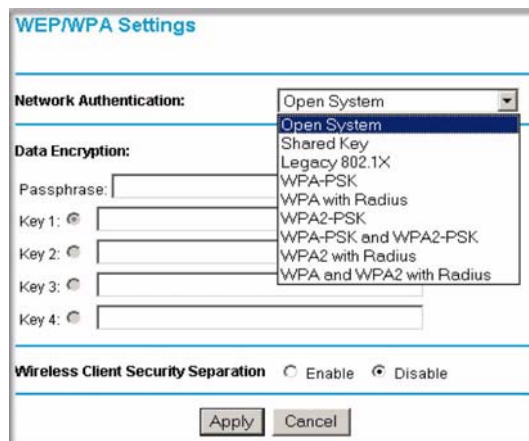 WEP/WPA Settings
Network Authentication:
Open System
Open System
Shared Key
Legacy 802.1X
WPA-PSK
WPA with Radius
WPA2-PSK
WPA-PSK and WPA2-PSK
WPA2 with Radius
WPA and WPA2 with Radius
Data Encryption:
Passphrase:
Key 1:
Key 2:
Key 3:
Key 4:
Wireless Client Security Separation Enable Disable
Apply Cancel